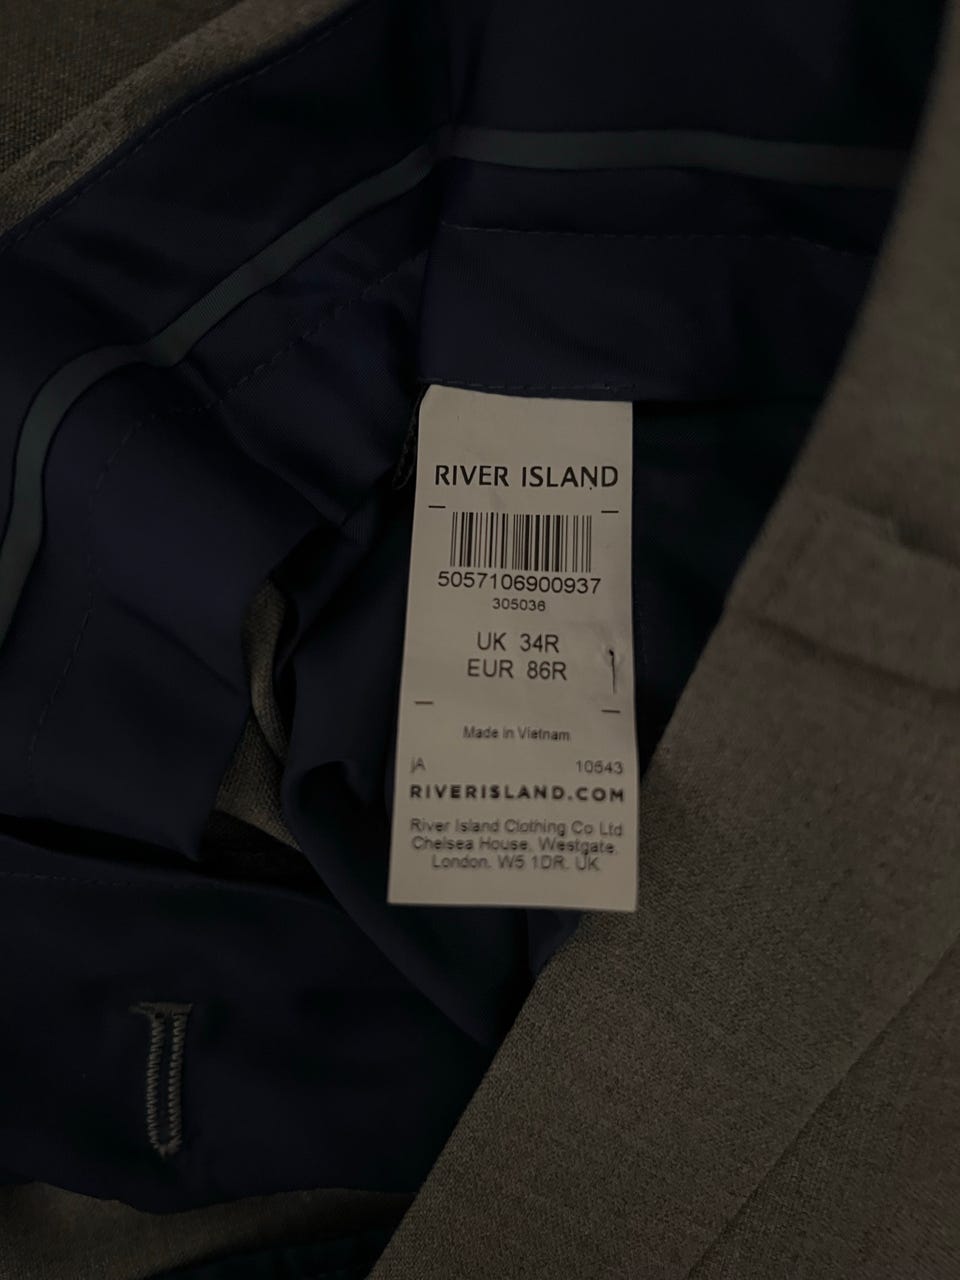 RIVER ISLAND
5057106900937
305036
UK 34R
EUR 86R
Made in Vietnam
JA 10543
RIVERISLAND.COM
River Island Clothing Co Ltd
Chelsea House, Westgate,
London. W5 1DR. UK